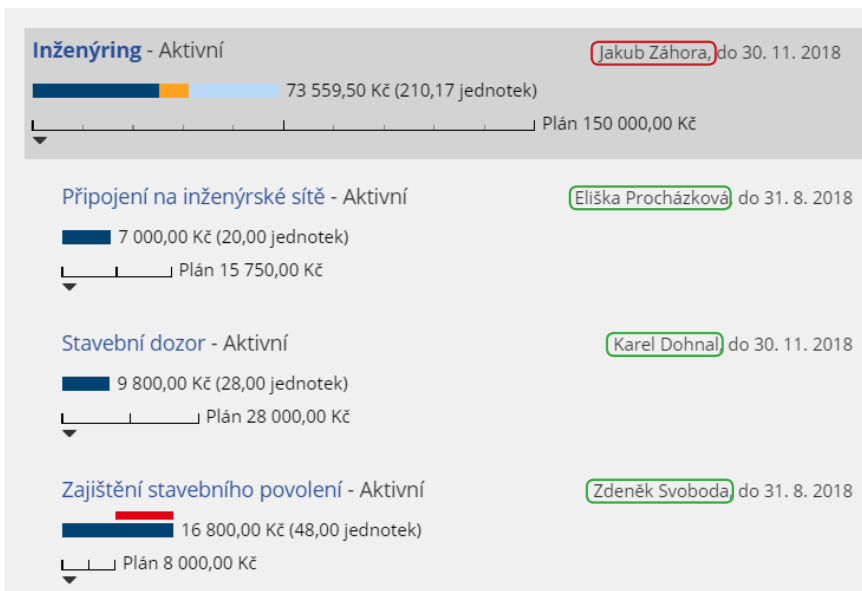 Inženýring - Aktivní
Jakub Záhora, do 30. 11. 2018
73 559,50 Kč (210,17 jednotek)
Plán 150 000,00 Kč
Připojení na inženýrské sítě - Aktivní
Eliška Procházková, do 31. 8. 2018
7 000,00 Kč (20,00 jednotek)
Plán 15 750,00 Kč
Stavební dozor - Aktivní
Karel Dohnal, do 30. 11. 2018
9 800,00 Kč (28,00 jednotek)
Plán 28 000,00 Kč
Zajištění stavebního povolení - Aktivní
Zdeněk Svoboda, do 31. 8. 2018
16 800,00 Kč (48,00 jednotek)
Plán 8 000,00 Kč